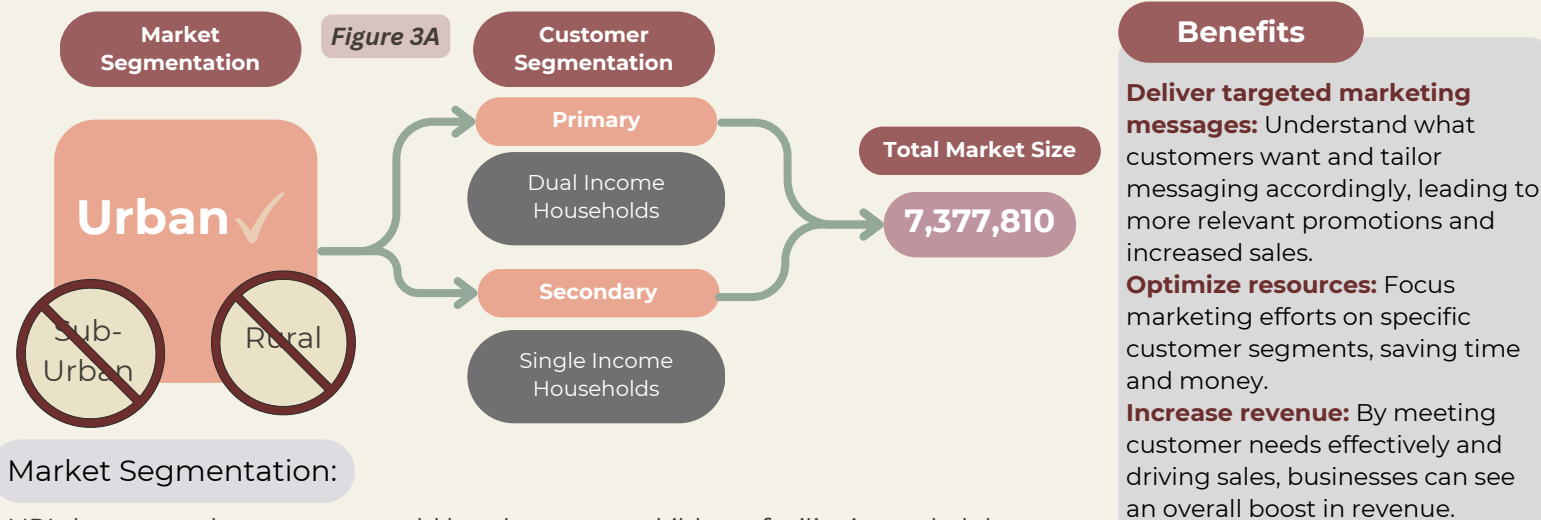 Market
Segmentation
Figure 3A
Customer
Segmentation
Urban
Sub-
Urban
Rural
Primary
Dual Income
Households
Secondary
Single Income
Households
Total Market Size
7,377,810
Benefits
Deliver targeted marketing
messages: Understand what
customers want and tailor
messaging accordingly, leading to
more relevant promotions and
increased sales.
Optimize resources: Focus
marketing efforts on specific
customer segments, saving time
and money.
Increase revenue: By meeting
customer needs effectively and
driving sales, businesses can see
an overall boost in revenue.
Market Segmentation: